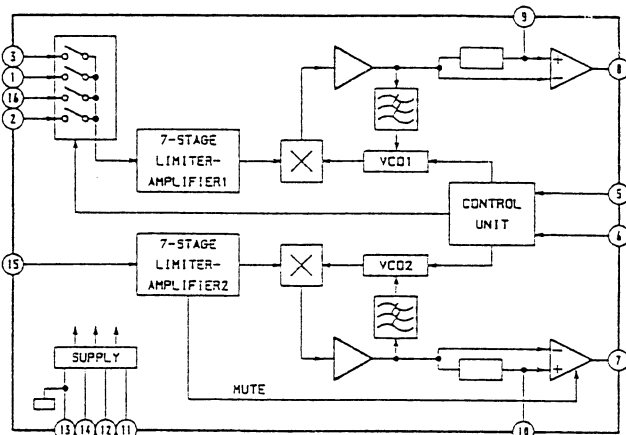 9
3
1
16
2
+
−
8
7-STAGE
LIMITER-
AMPLIFIER1
VCO1
CONTROL
UNIT
5
6
15
7-STAGE
LIMITER-
AMPLIFIER2
VCO2
SUPPLY
MUTE
−
+
7
13
14
12
11
10